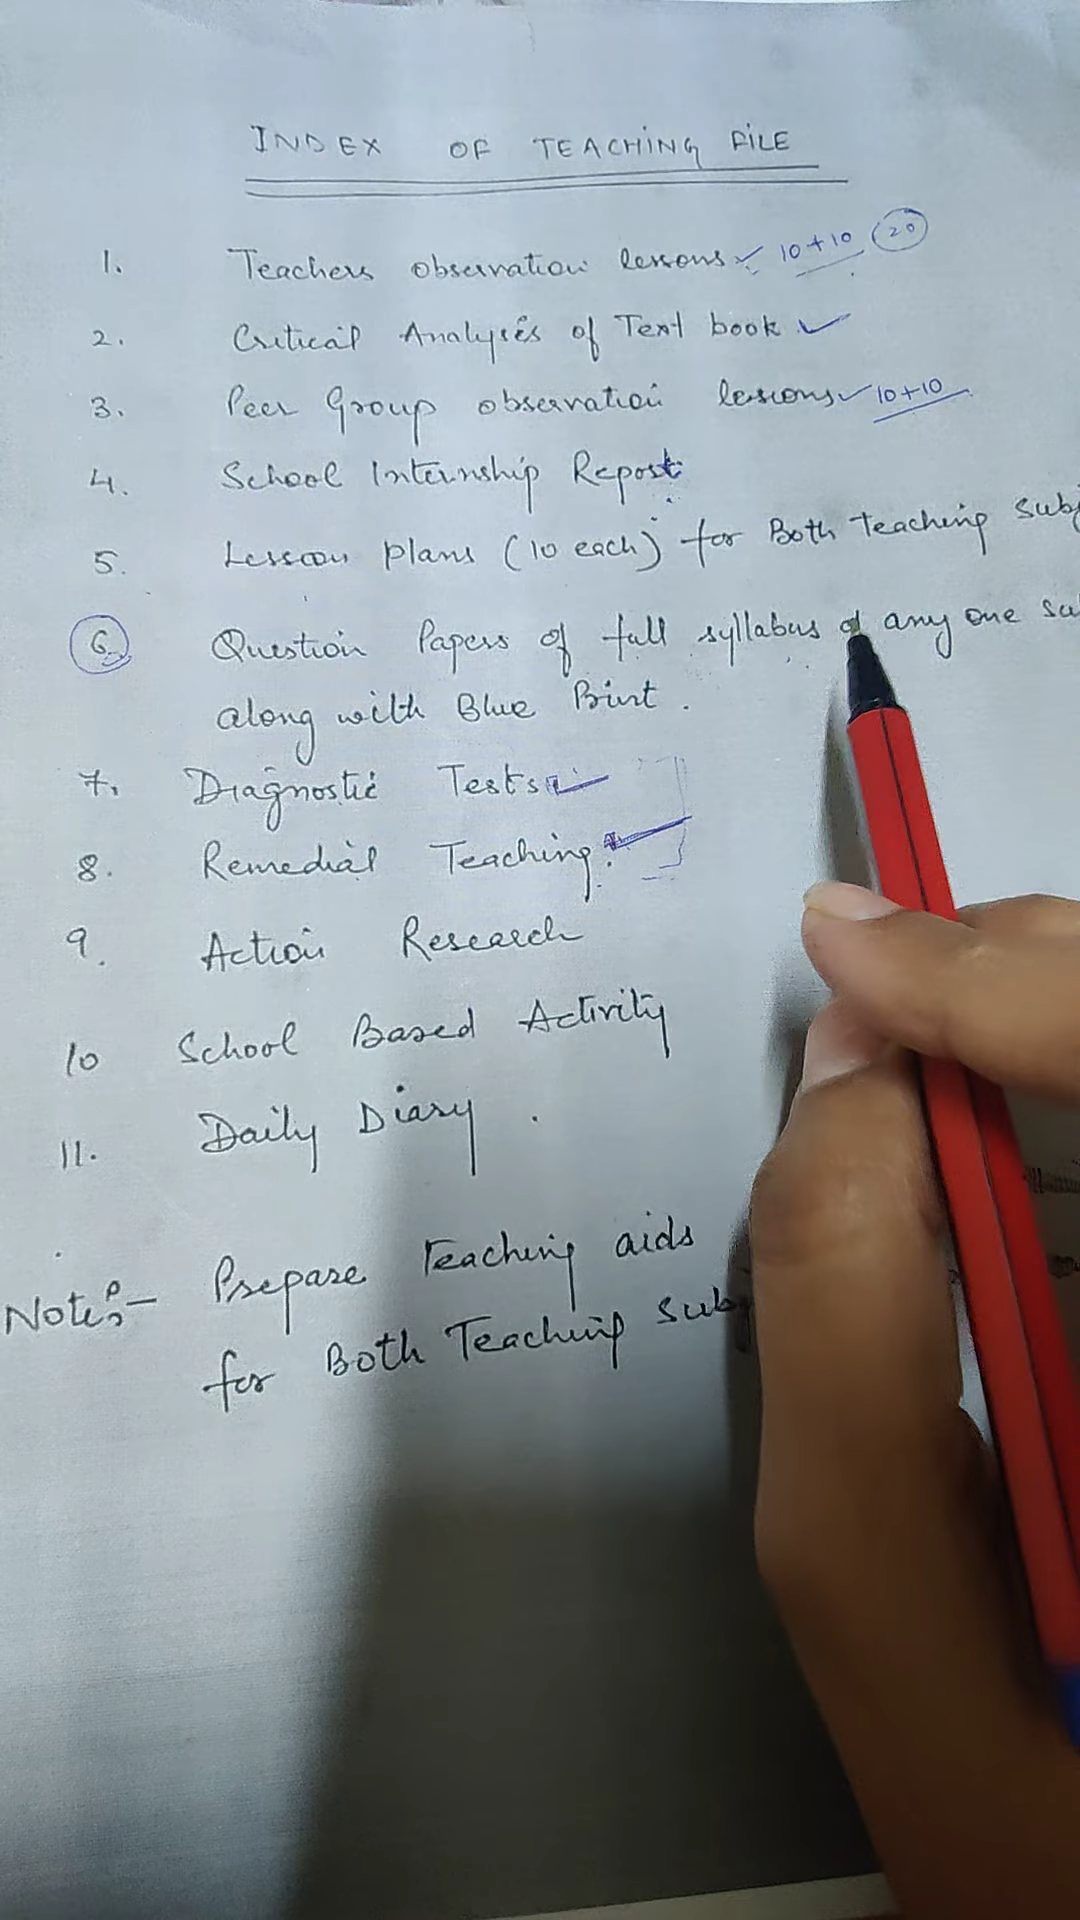 INDEX OF TEACHING FILE
1. Teachers observation lessons ✓ 10+10 20
2. Critical Analysis of Text book ✓
3. Peer Group observation lessons ✓ 10+10
4. School Internship Report
5. Lesson plans (10 each) for Both Teaching Subj
6. Question Papers of full syllabus of any one
along with Blue Print.
7. Diagnostic Tests ✓
8. Remedial Teaching. ✓
9. Action Research
10 School Based Activity
11. Daily Diary.
Note:- Prepare Teaching aids
for Both Teaching sub